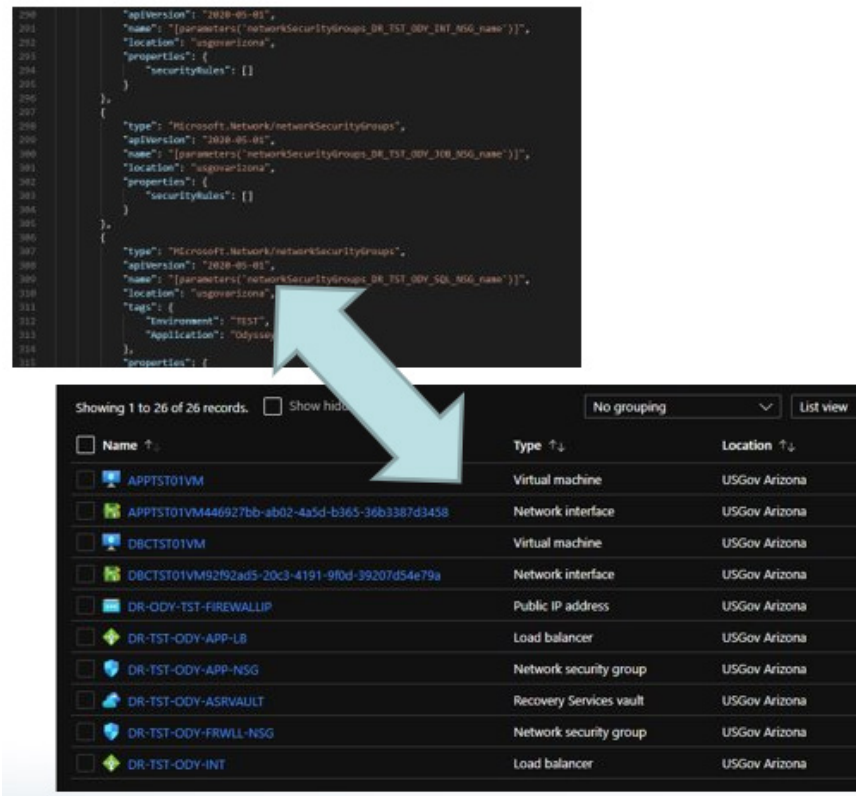 290 "apiVersion": "2020-05-01",
291 "name": "[parameters('networkSecurityGroups_DR_TST_ODY_INT_NSG_name')]",
292 "location": "usgovarizona",
293 "properties": {
294 "securityRules": []
295 }
296 },
297 {
298 "type": "Microsoft.Network/networkSecurityGroups",
299 "apiVersion": "2020-05-01",
300 "name": "[parameters('networkSecurityGroups_DR_TST_ODY_JOB_NSG_name')]",
301 "location": "usgovarizona",
302 "properties": {
303 "securityRules": []
304 }
305 },
306 {
307 "type": "Microsoft.Network/networkSecurityGroups",
308 "apiVersion": "2020-05-01",
309 "name": "[parameters('networkSecurityGroups_DR_TST_ODY_SQL_NSG_name')]",
310 "location": "usgovarizona",
311 "tags": {
312 "Environment": "TEST",
313 "Application": "Odyssey
314 },
315 "properties": {
Showing 1 to 26 of 26 records. Show No grouping List view
Name ↑↓ Type ↑↓ Location ↑↓
APPTST01VM Virtual machine USGov Arizona
APPTST01VM446927bb-ab02-4a5d-b365-36b3387d3458 Network interface USGov Arizona
DBCTST01VM Virtual machine USGov Arizona
DBCTST01VM92f92ad5-20c3-4191-9f0d-39207d54e79a Network interface USGov Arizona
DR-ODY-TST-FIREWALLIP Public IP address USGov Arizona
DR-TST-ODY-APP-LB Load balancer USGov Arizona
DR-TST-ODY-APP-NSG Network security group USGov Arizona
DR-TST-ODY-ASRVAULT Recovery Services vault USGov Arizona
DR-TST-ODY-FRWLL-NSG Network security group USGov Arizona
DR-TST-ODY-INT Load balancer USGov Arizona